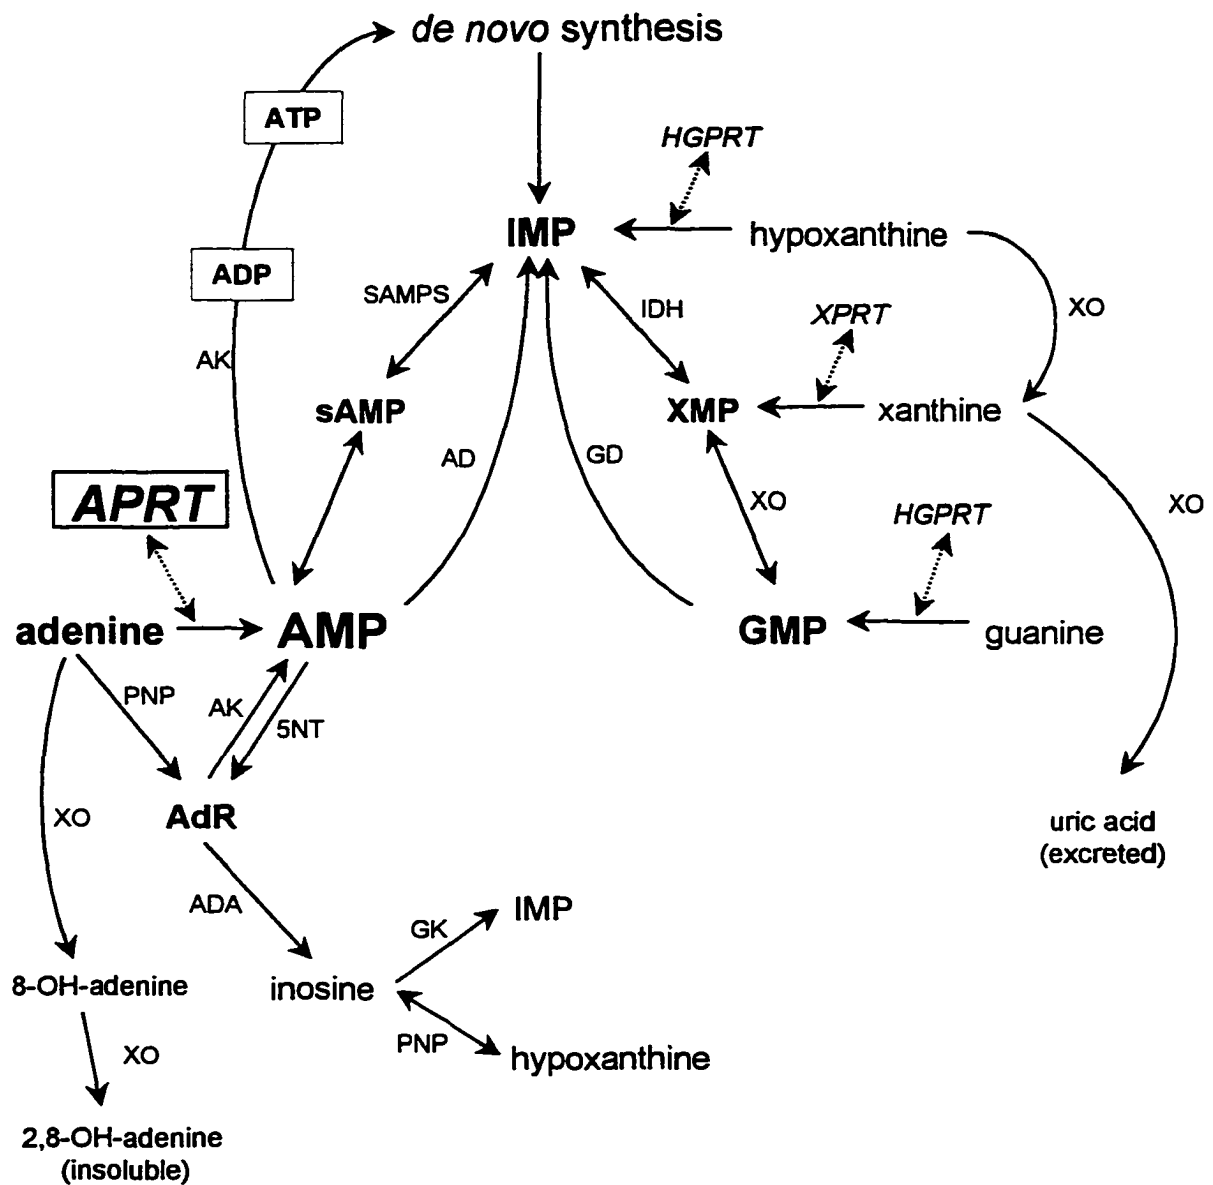 de novo synthesis
ATP
HGPRT
IMP
hypoxanthine
ADP
SAMPS
IDH
XPRT
XO
AK
sAMP
XMP
xanthine
AD
GD
APRT
XO
HGPRT
XO
adenine
AMP
GMP
guanine
PNP
AK
5NT
XO
AdR
uric acid
(excreted)
ADA
IMP
GK
8-OH-adenine
inosine
PNP
hypoxanthine
XO
2,8-OH-adenine
(insoluble)